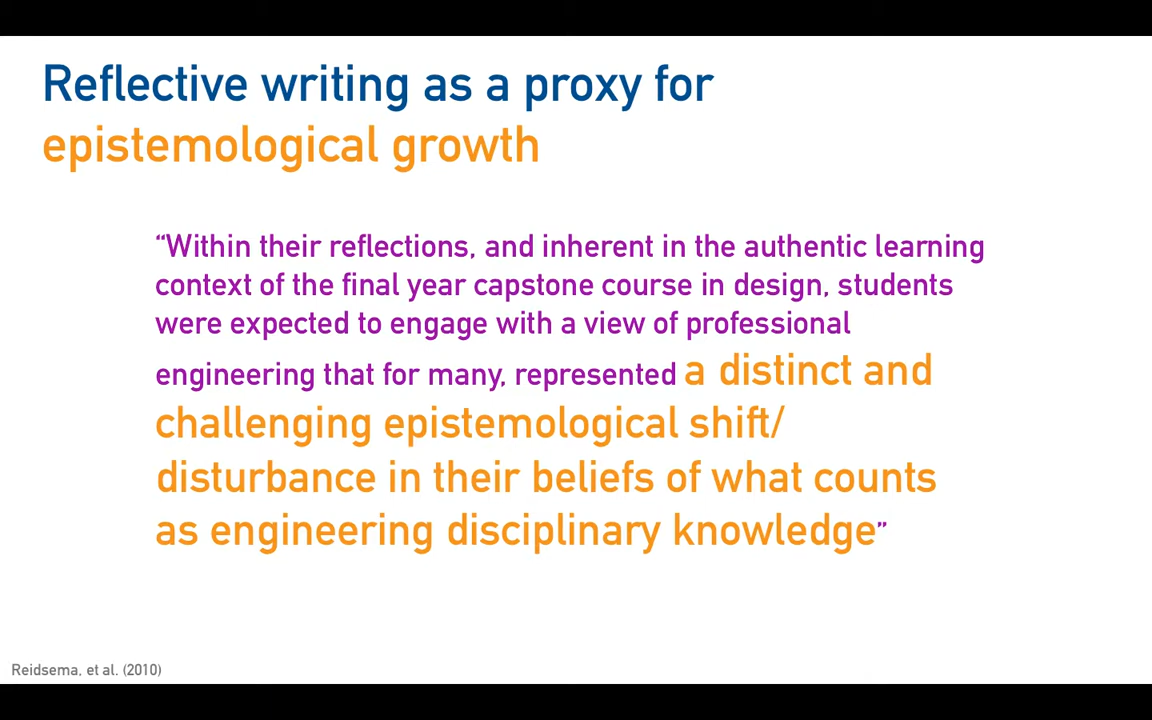 Reflective writing as a proxy for
epistemological growth
“Within their reflections, and inherent in the authentic learning
context of the final year capstone course in design, students
were expected to engage with a view of professional
engineering that for many, represented a distinct and
challenging epistemological shift/
disturbance in their beliefs of what counts
as engineering disciplinary knowledge”
Reidsema, et al. (2010)